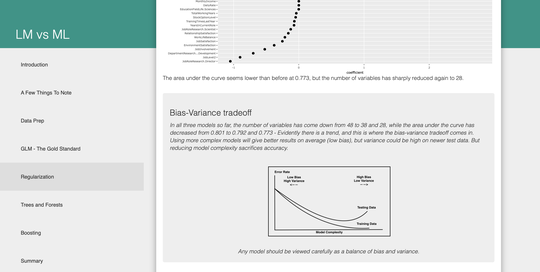 LM vs ML
Introduction
A Few Things To Note
Data Prep
GLM - The Gold Standard
Regularization
Trees and Forests
Boosting
Summary
coefficient
The area under the curve seems lower than before at 0.773, but the number of variables has sharply reduced again to 28.
Bias-Variance tradeoff
In all three models so far, the number of variables has come down from 48 to 38 and 28, while the area under the curve has
decreased from 0.801 to 0.792 and 0.773 - Evidently there is a trend, and this is where the bias-variance tradeoff comes in.
Using more complex models will give better results on average (low bias), but variance could be high on newer test data. But
reducing model complexity sacrifices accuracy.
Error Rate
Low Bias
High Variance
High Bias
Low Variance
Testing Data
Training Data
Model Complexity
Any model should be viewed carefully as a balance of bias and variance.